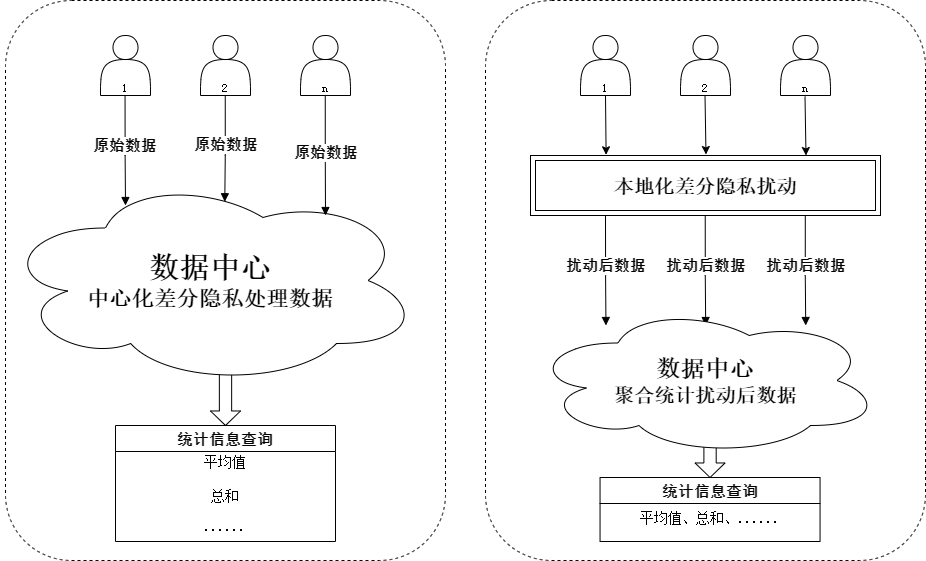 1
2
n
原始数据
原始数据
原始数据
数据中心
中心化差分隐私处理数据
统计信息查询
平均值
总和
......
1
2
n
本地化差分隐私扰动
扰动后数据
扰动后数据
扰动后数据
数据中心
聚合统计扰动后数据
统计信息查询
平均值、总和、......